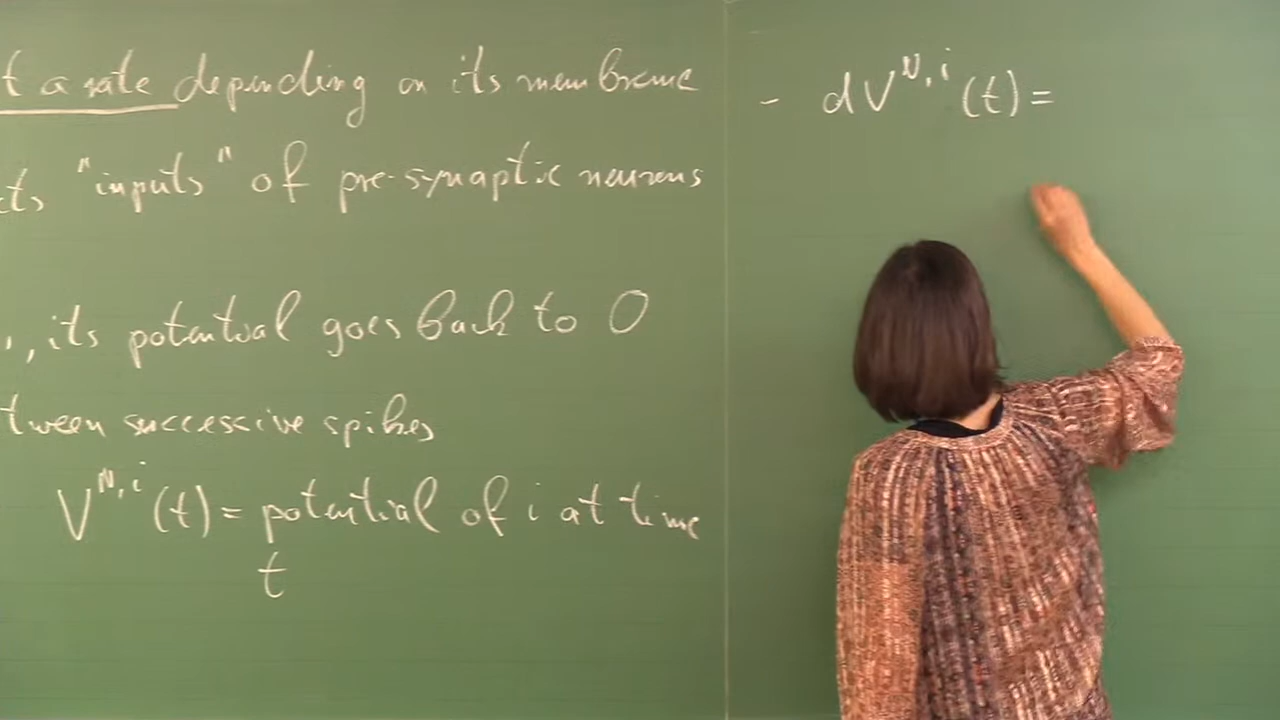 t a rate depending on its membrane
ts "inputs" of pre-synaptic neurons
, its potential goes back to 0
tween successive spikes
V^{N,i}(t) = potential of i at time
t
- dV^{N,i}(t) =